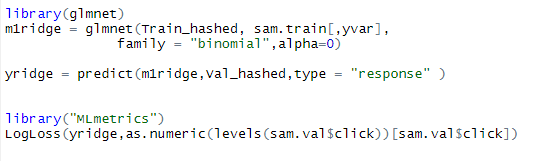 library(glmnet)
m1ridge = glmnet(Train_hashed, sam.train[,yvar],
family = "binomial",alpha=0)
yridge = predict(m1ridge,Val_hashed,type = "response" )
library("MLmetrics")
LogLoss(yridge,as.numeric(levels(sam.val$click))[sam.val$click])